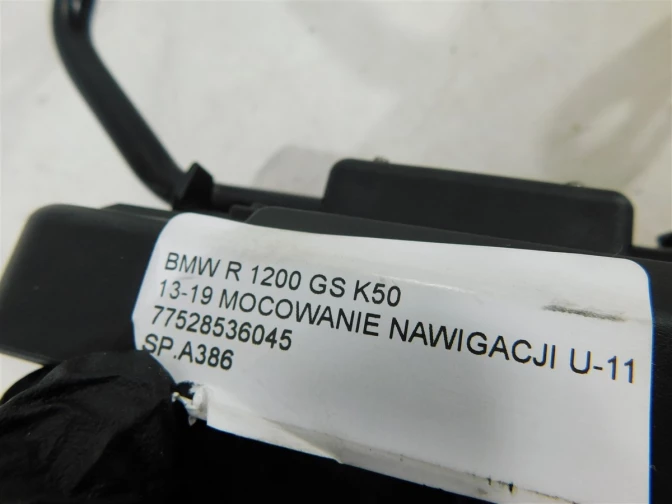 BMW R 1200 GS K50
13-19 MOCOWANIE NAWIGACJI U-11
77528536045
SP.A386